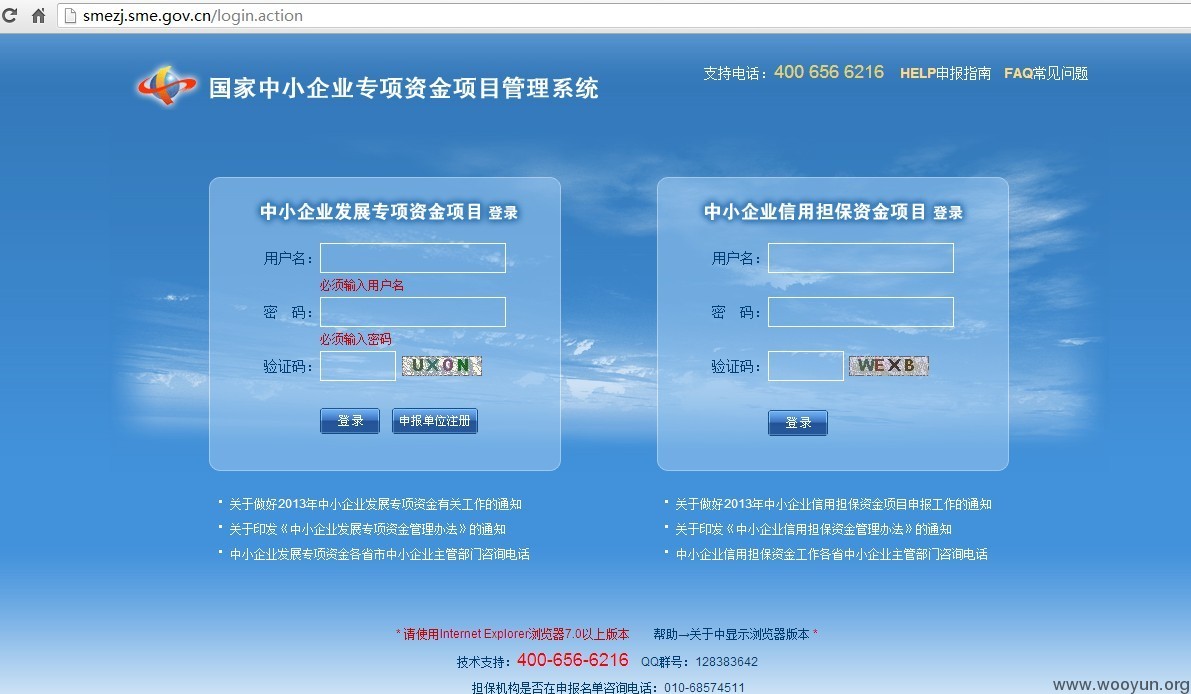 smezj.sme.gov.cn/login.action
国家中小企业专项资金项目管理系统
支持电话：400 656 6216 HELP申报指南 FAQ常见问题
中小企业发展专项资金项目 登录
用户名：
必须输入用户名
密 码：
必须输入密码
验证码：
UXON
登录 申报单位注册
中小企业信用担保资金项目 登录
用户名：
密 码：
验证码：
WEXB
登录
· 关于做好2013年中小企业发展专项资金有关工作的通知
· 关于印发《中小企业发展专项资金管理办法》的通知
· 中小企业发展专项资金各省市中小企业主管部门咨询电话
· 关于做好2013年中小企业信用担保资金项目申报工作的通知
· 关于印发《中小企业信用担保资金管理办法》的通知
· 中小企业信用担保资金工作各省中小企业主管部门咨询电话
* 请使用Internet Explorer浏览器7.0以上版本 帮助→关于中显示浏览器版本 *
技术支持：400-656-6216 QQ群号：128383642
担保机构是否在申报名单咨询电话：010-68574511
www.wooyun.org